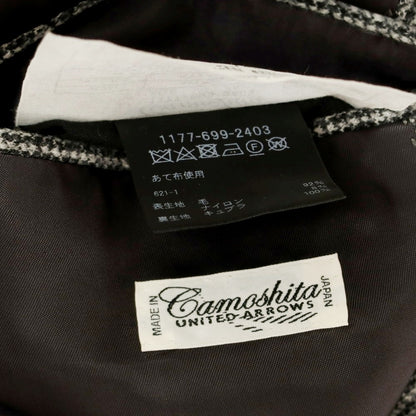 1177-699-2403
あて布使用
621-1
表生地 毛 92%
ナイロン 8%
裏生地 キュプラ 100%
MADE IN
Camoshita
UNITED ARROWS
JAPAN